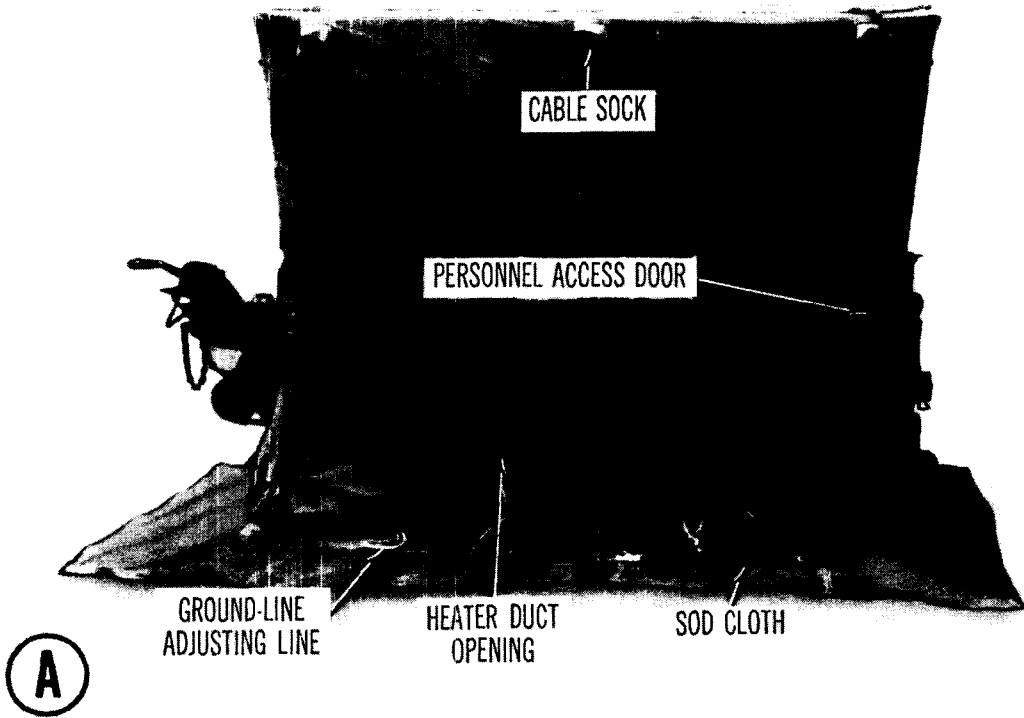 CABLE SOCK
PERSONNEL ACCESS DOOR
GROUND-LINE
ADJUSTING LINE
HEATER DUCT
OPENING
SOD CLOTH
A